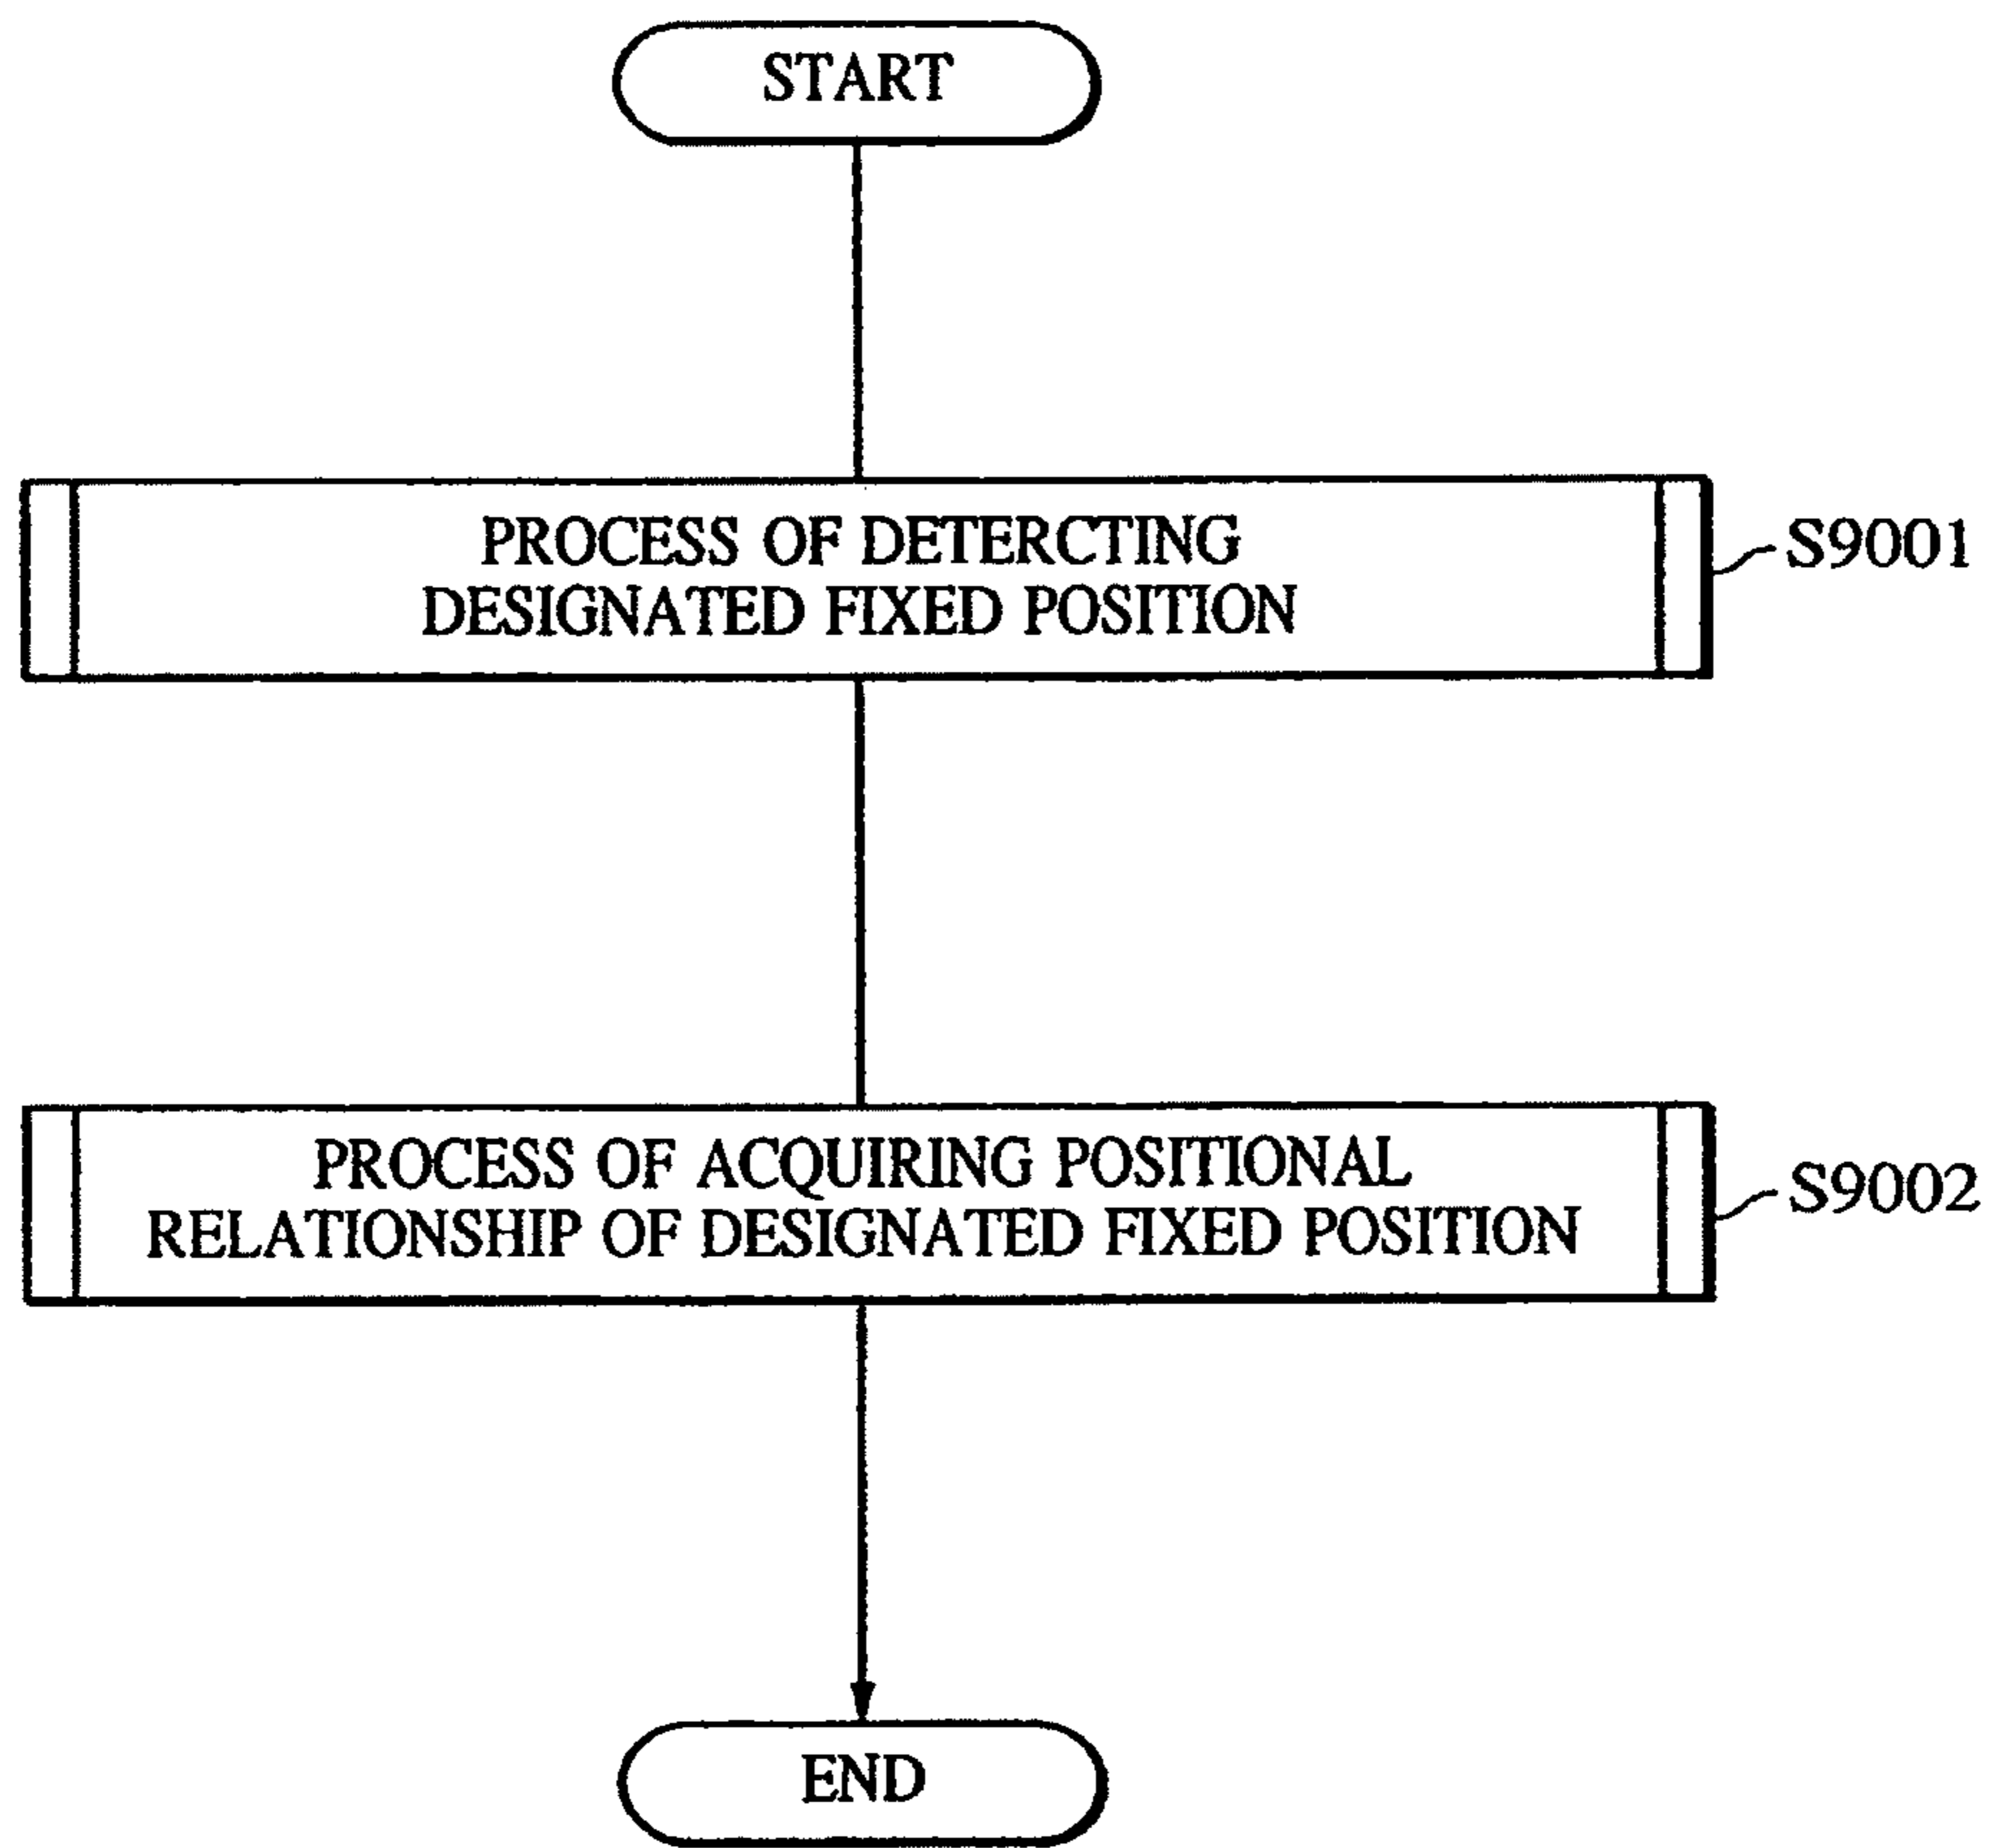 START
PROCESS OF DETERCTING
DESIGNATED FIXED POSITION
S9001
PROCESS OF ACQUIRING POSITIONAL
RELATIONSHIP OF DESIGNATED FIXED POSITION
S9002
END